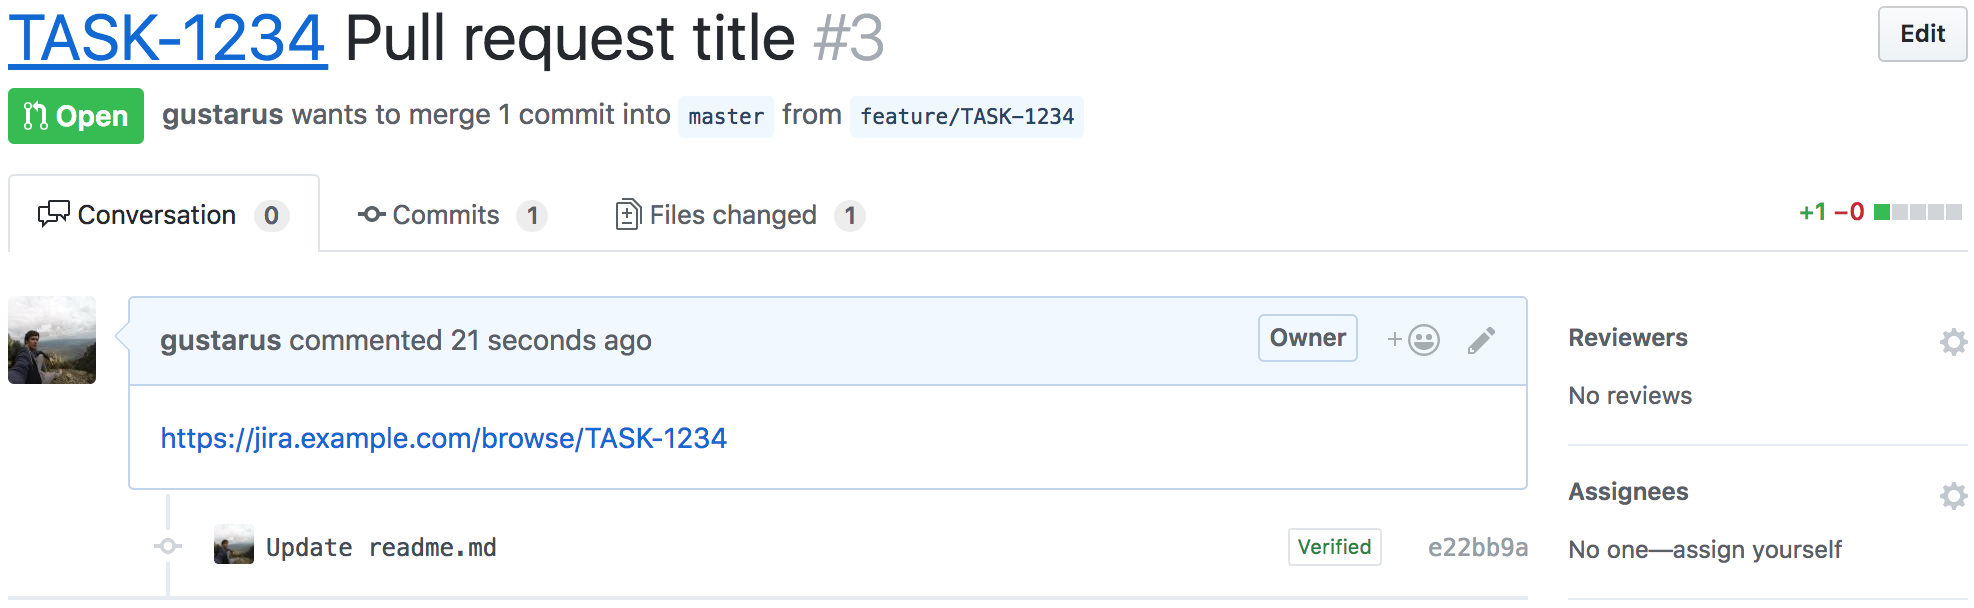 TASK-1234 Pull request title #3
Edit
Open gustarus wants to merge 1 commit into master from feature/TASK-1234
Conversation 0 Commits 1 Files changed 1 +1 −0
gustarus commented 21 seconds ago Owner +
https://jira.example.com/browse/TASK-1234
Update readme.md Verified e22bb9a
Reviewers
No reviews
Assignees
No one—assign yourself